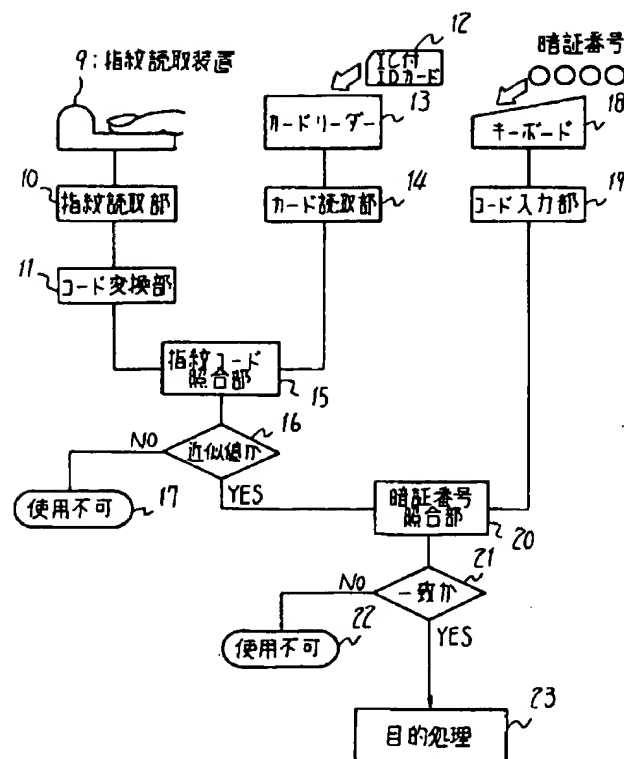 9:指紋読取装置
12
IC付
IDカード
暗証番号
カードリーダー
13
キーボード
18
10
指紋読取部
カード読取部
14
コード入力部
19
11
コード変換部
指紋コード
照合部
15
16
近似値か
NO
YES
使用不可
17
暗証番号
照合部
20
21
一致か
NO
YES
使用不可
22
23
目的処理